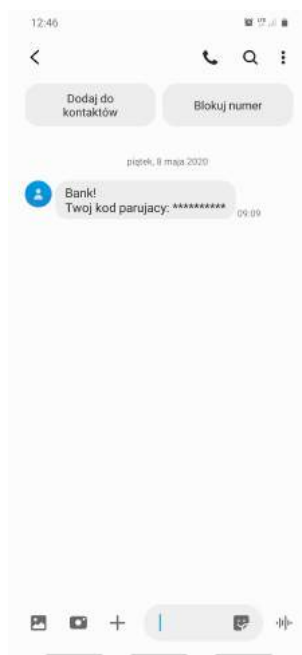 12:46
Dodaj do
kontaktów
Blokuj numer
piątek, 8 maja 2020
Bank!
Twoj kod parujacy: **********
09:09